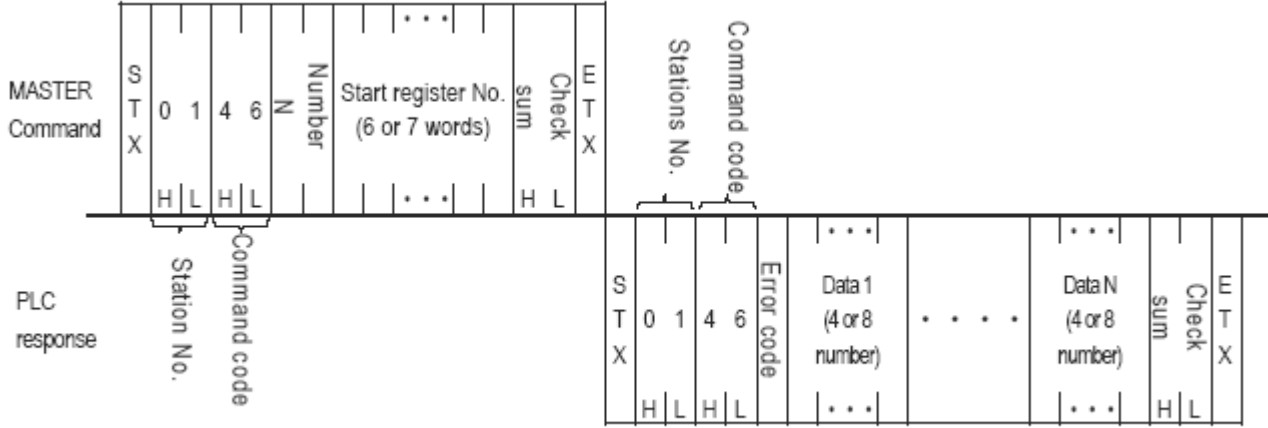 MASTER
Command
S
T
X
0 1
4 6
N
Number
Start register No.
(6 or 7 words)
sum
Check
E
T
X
H L H L
H L
Station No.
Command code
Stations No.
Command code
PLC
response
S
T
X
0 1
4 6
Error code
Data 1
(4 or 8
number)
Data N
(4 or 8
number)
sum
Check
E
T
X
H L H L
H L